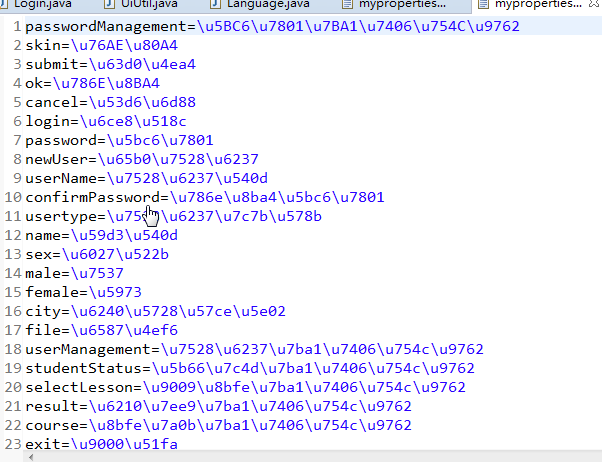 Login.java UiUtil.java Language.java myproperties... myproperties...
1 passwordManagement=\u5BC6\u7801\u7BA1\u7406\u754C\u9762
2 skin=\u76AE\u80A4
3 submit=\u63d0\u4ea4
4 ok=\u786E\u8BA4
5 cancel=\u53d6\u6d88
6 login=\u6ce8\u518c
7 password=\u5bc6\u7801
8 newUser=\u65b0\u7528\u6237
9 userName=\u7528\u6237\u540d
10 confirmPassword=\u786e\u8ba4\u5bc6\u7801
11 usertype=\u6237\u7c7b\u578b
12 name=\u59d3\u540d
13 sex=\u6027\u522b
14 male=\u7537
15 female=\u5973
16 city=\u6240\u5728\u57ce\u5e02
17 file=\u6587\u4ef6
18 userManagement=\u7528\u6237\u7ba1\u7406\u754c\u9762
19 studentStatus=\u5b66\u7c4d\u7ba1\u7406\u754c\u9762
20 selectLesson=\u9009\u8bfe\u7ba1\u7406\u754c\u9762
21 result=\u6210\u7ee9\u7ba1\u7406\u754c\u9762
22 course=\u8bfe\u7a0b\u7ba1\u7406\u754c\u9762
23 exit=\u9000\u51fa